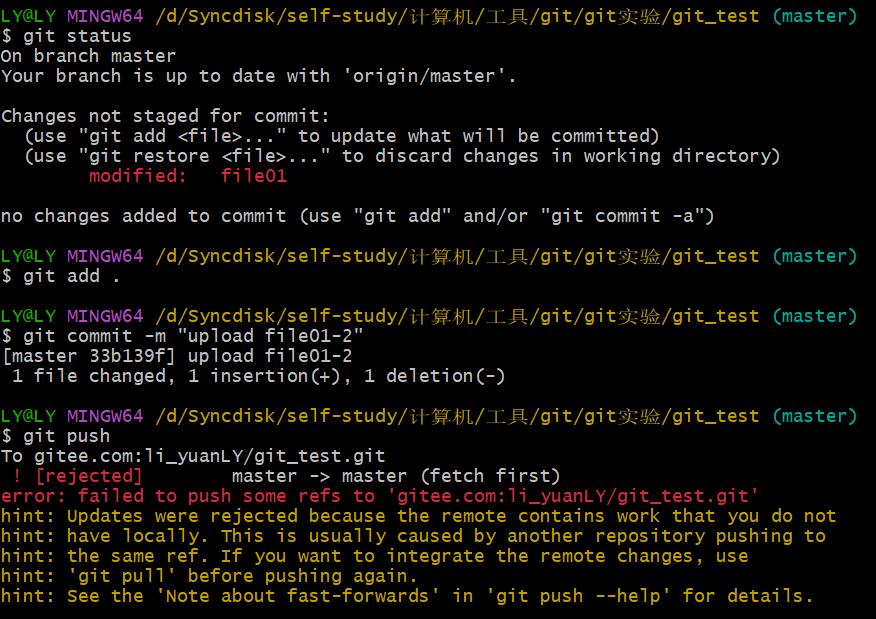 LY@LY MINGW64 /d/Syncdisk/self-study/计算机/工具/git/git实验/git_test (master)
$ git status
On branch master
Your branch is up to date with 'origin/master'.
Changes not staged for commit:
  (use "git add <file>..." to update what will be committed)
  (use "git restore <file>..." to discard changes in working directory)
        modified:   file01
no changes added to commit (use "git add" and/or "git commit -a")
LY@LY MINGW64 /d/Syncdisk/self-study/计算机/工具/git/git实验/git_test (master)
$ git add .
LY@LY MINGW64 /d/Syncdisk/self-study/计算机/工具/git/git实验/git_test (master)
$ git commit -m "upload file01-2"
[master 33b139f] upload file01-2
 1 file changed, 1 insertion(+), 1 deletion(-)
LY@LY MINGW64 /d/Syncdisk/self-study/计算机/工具/git/git实验/git_test (master)
$ git push
To gitee.com:li_yuanLY/git_test.git
 ! [rejected]        master -> master (fetch first)
error: failed to push some refs to 'gitee.com:li_yuanLY/git_test.git'
hint: Updates were rejected because the remote contains work that you do not
hint: have locally. This is usually caused by another repository pushing to
hint: the same ref. If you want to integrate the remote changes, use
hint: 'git pull' before pushing again.
hint: See the 'Note about fast-forwards' in 'git push --help' for details.